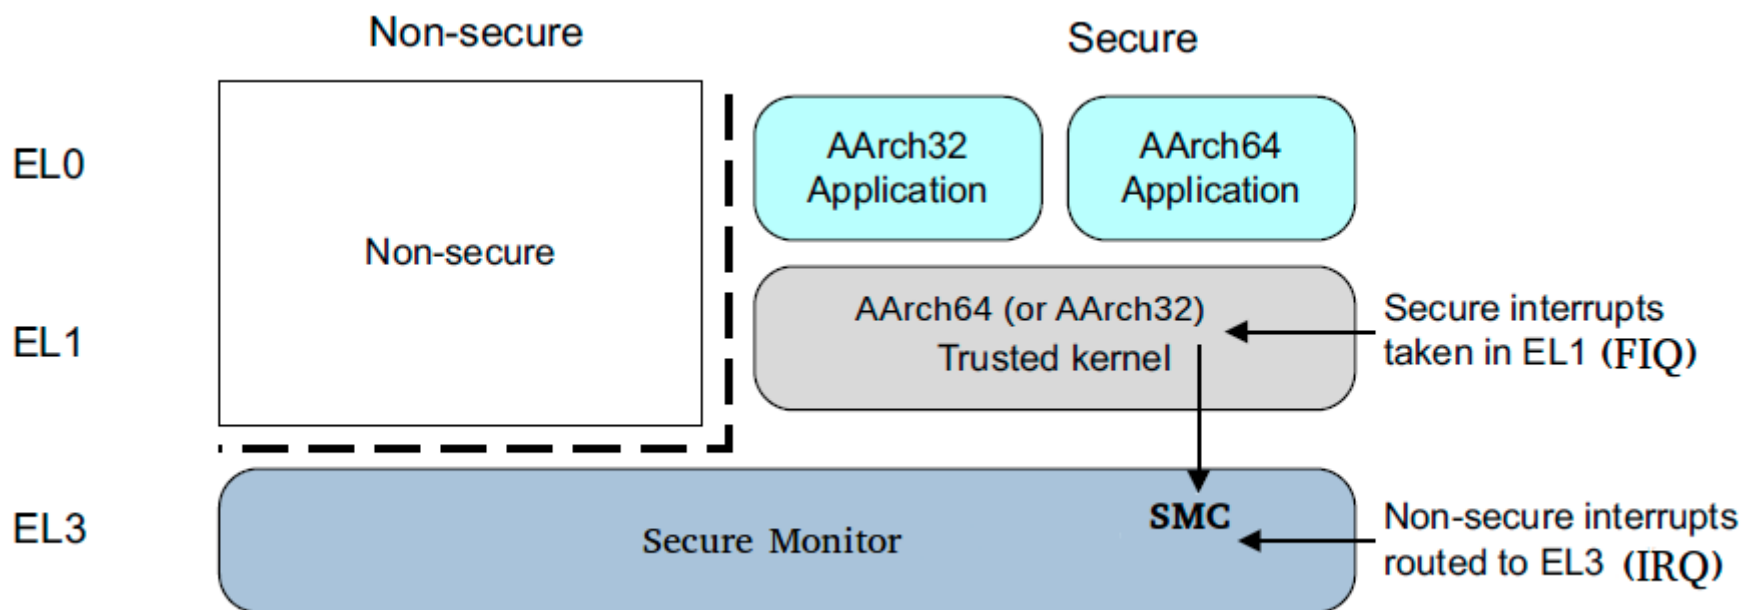 Non-secure
Secure
EL0
AArch32
Application
AArch64
Application
Non-secure
EL1
AArch64 (or AArch32)
Trusted kernel
Secure interrupts
taken in EL1 (FIQ)
EL3
Secure Monitor
SMC
Non-secure interrupts
routed to EL3 (IRQ)